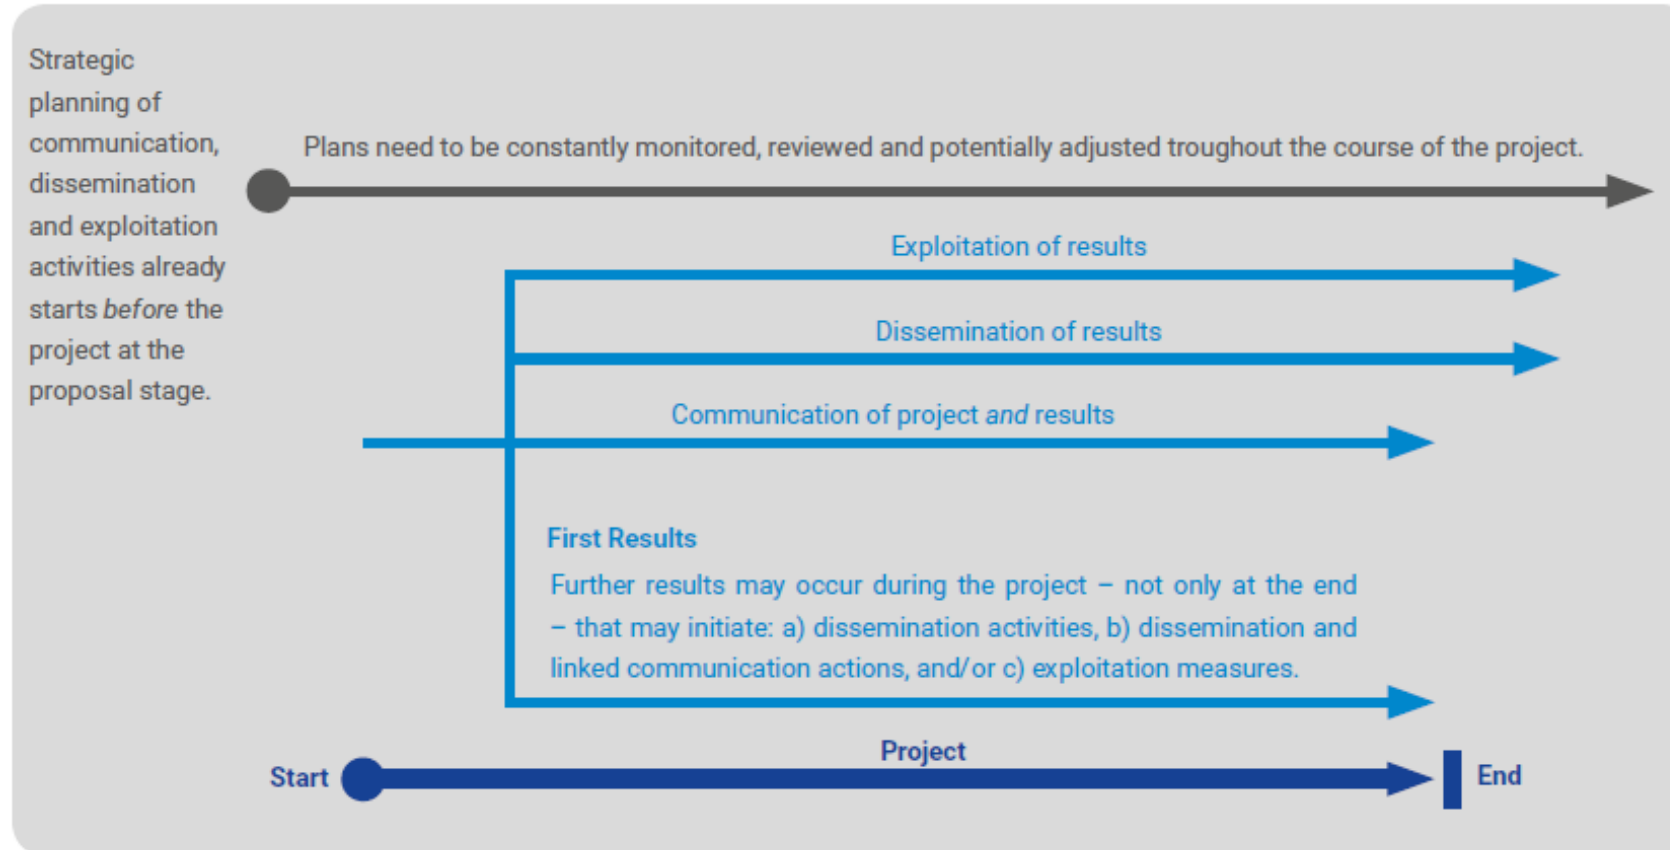 Strategic
planning of
communication,
dissemination
and exploitation
activities already
starts before the
project at the
proposal stage.
Plans need to be constantly monitored, reviewed and potentially adjusted troughout the course of the project.
Exploitation of results
Dissemination of results
Communication of project and results
First Results
Further results may occur during the project – not only at the end
– that may initiate: a) dissemination activities, b) dissemination and
linked communication actions, and/or c) exploitation measures.
Project
Start
End